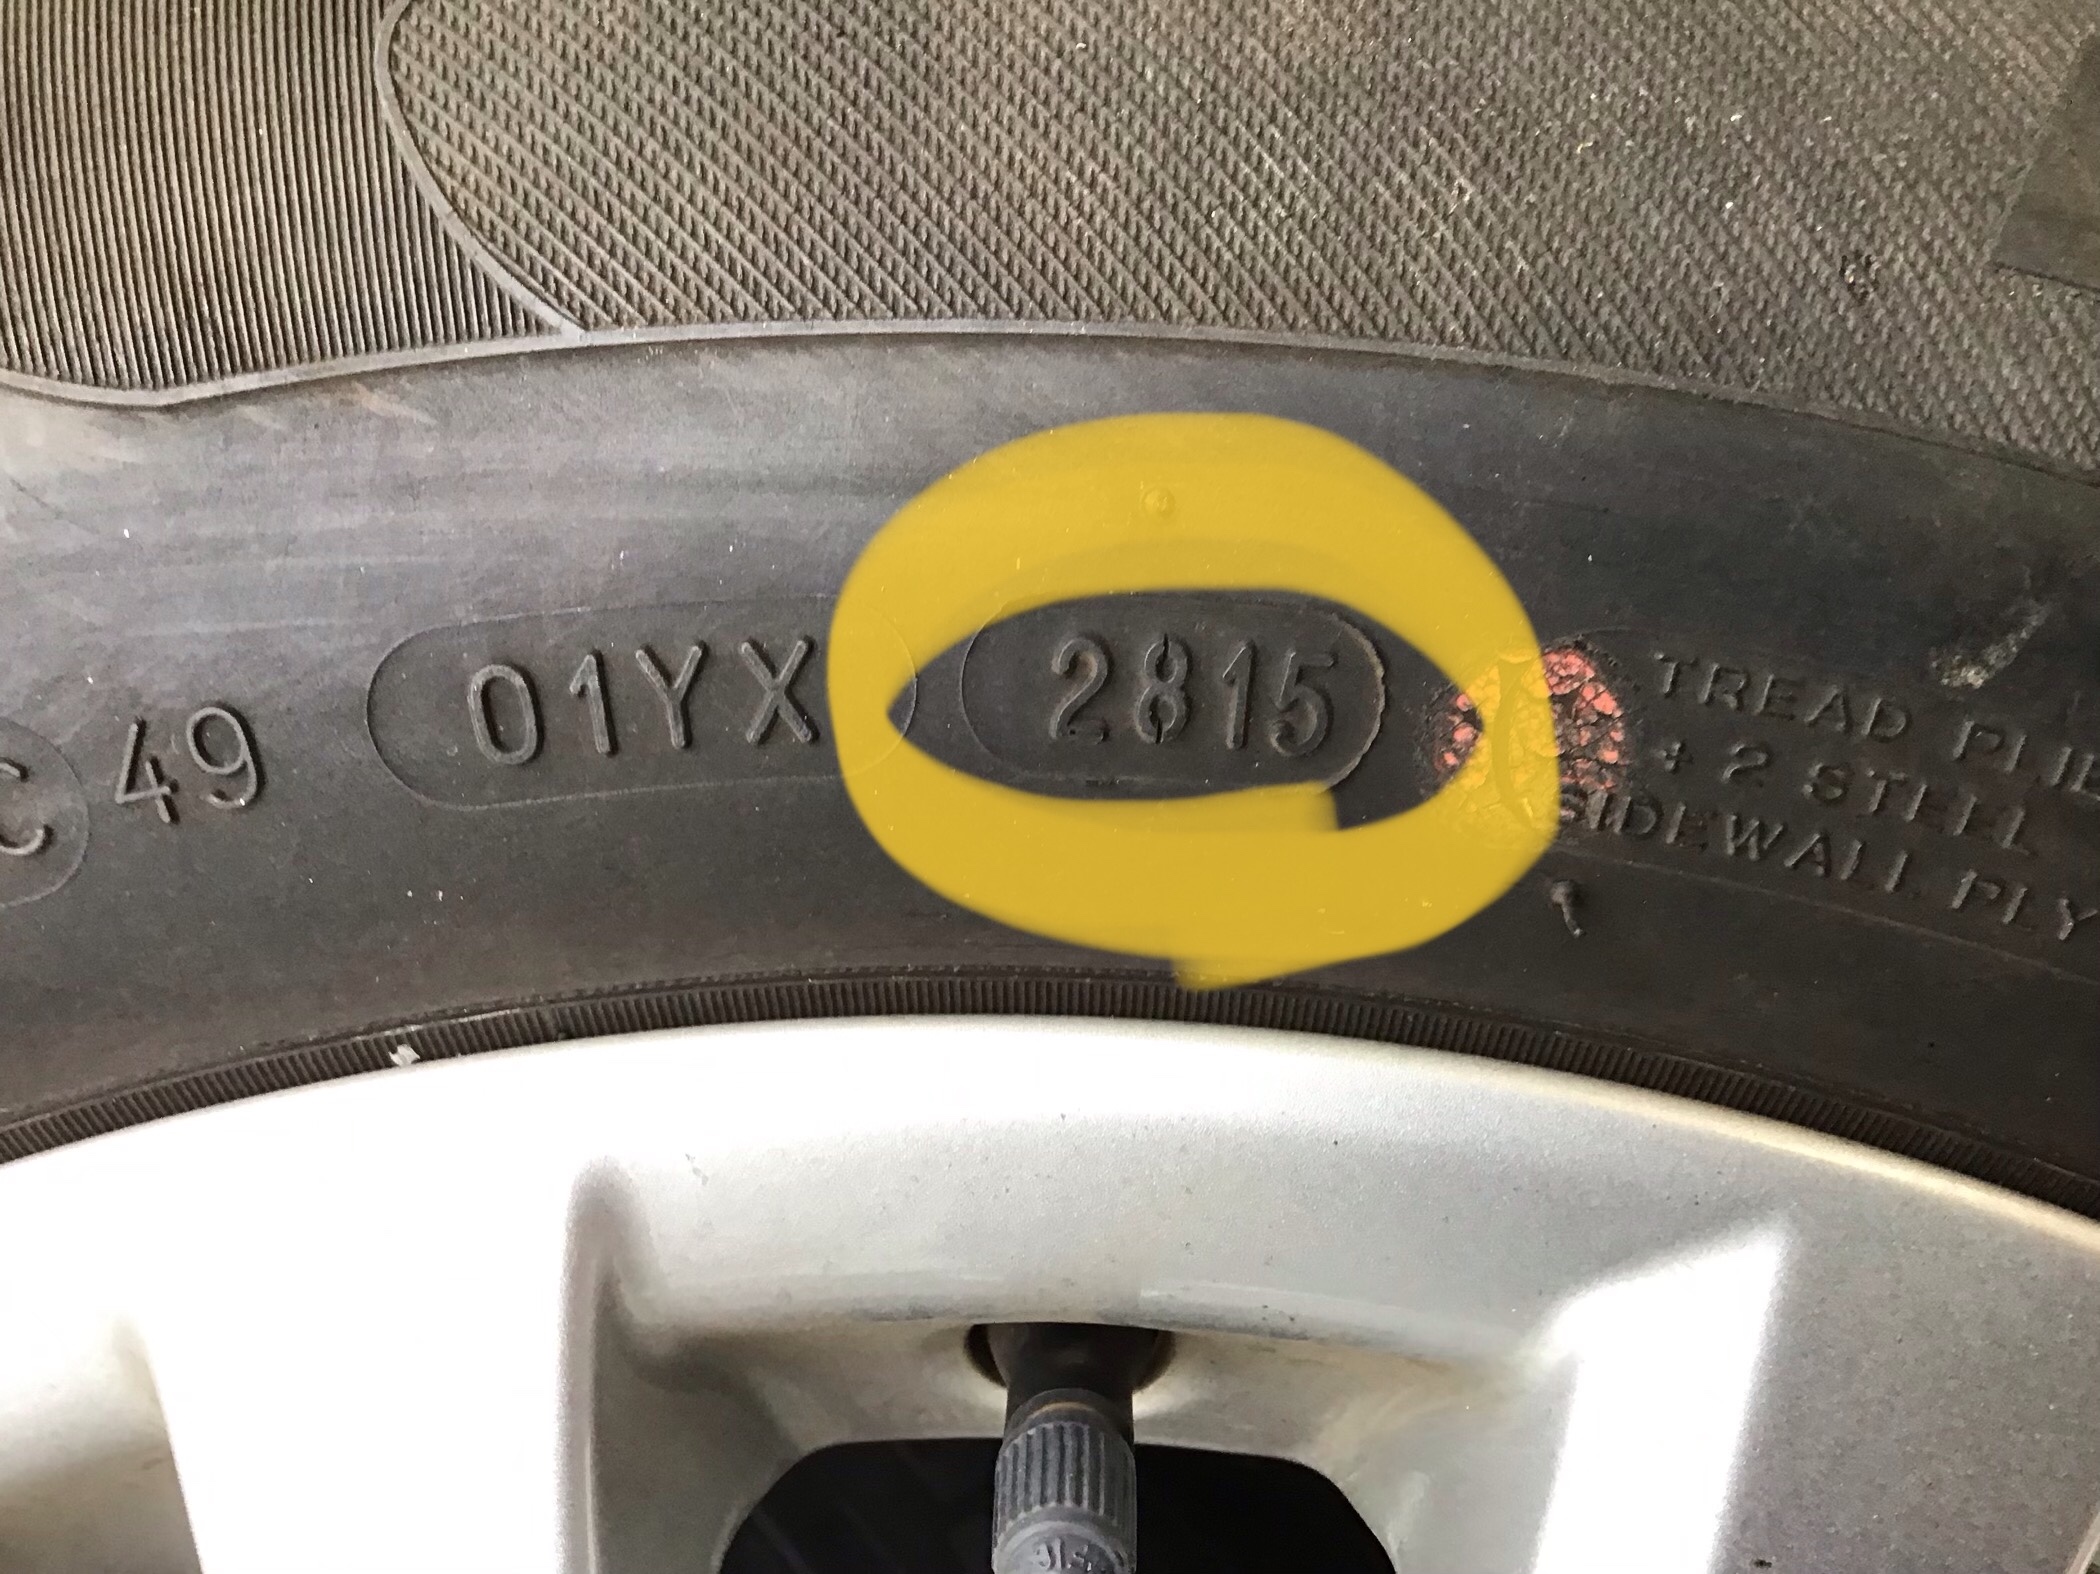 C 49 01YX 2815
TREAD
+ 2 STEEL
SIDEWALL PLY